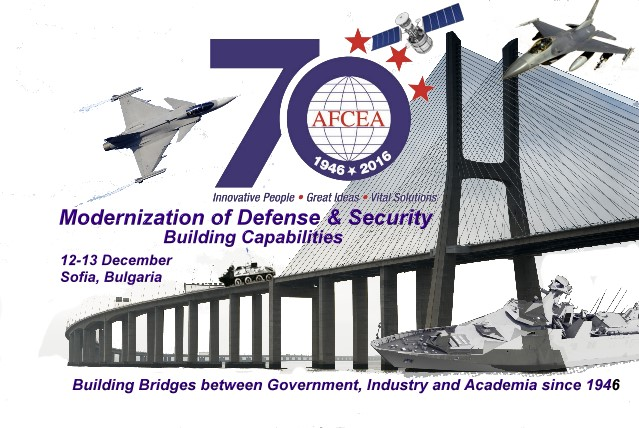 70
AFCEA
1946 ★ 2016
Innovative People • Great Ideas • Vital Solutions
Modernization of Defense & Security
Building Capabilities
12-13 December
Sofia, Bulgaria
Building Bridges between Government, Industry and Academia since 1946